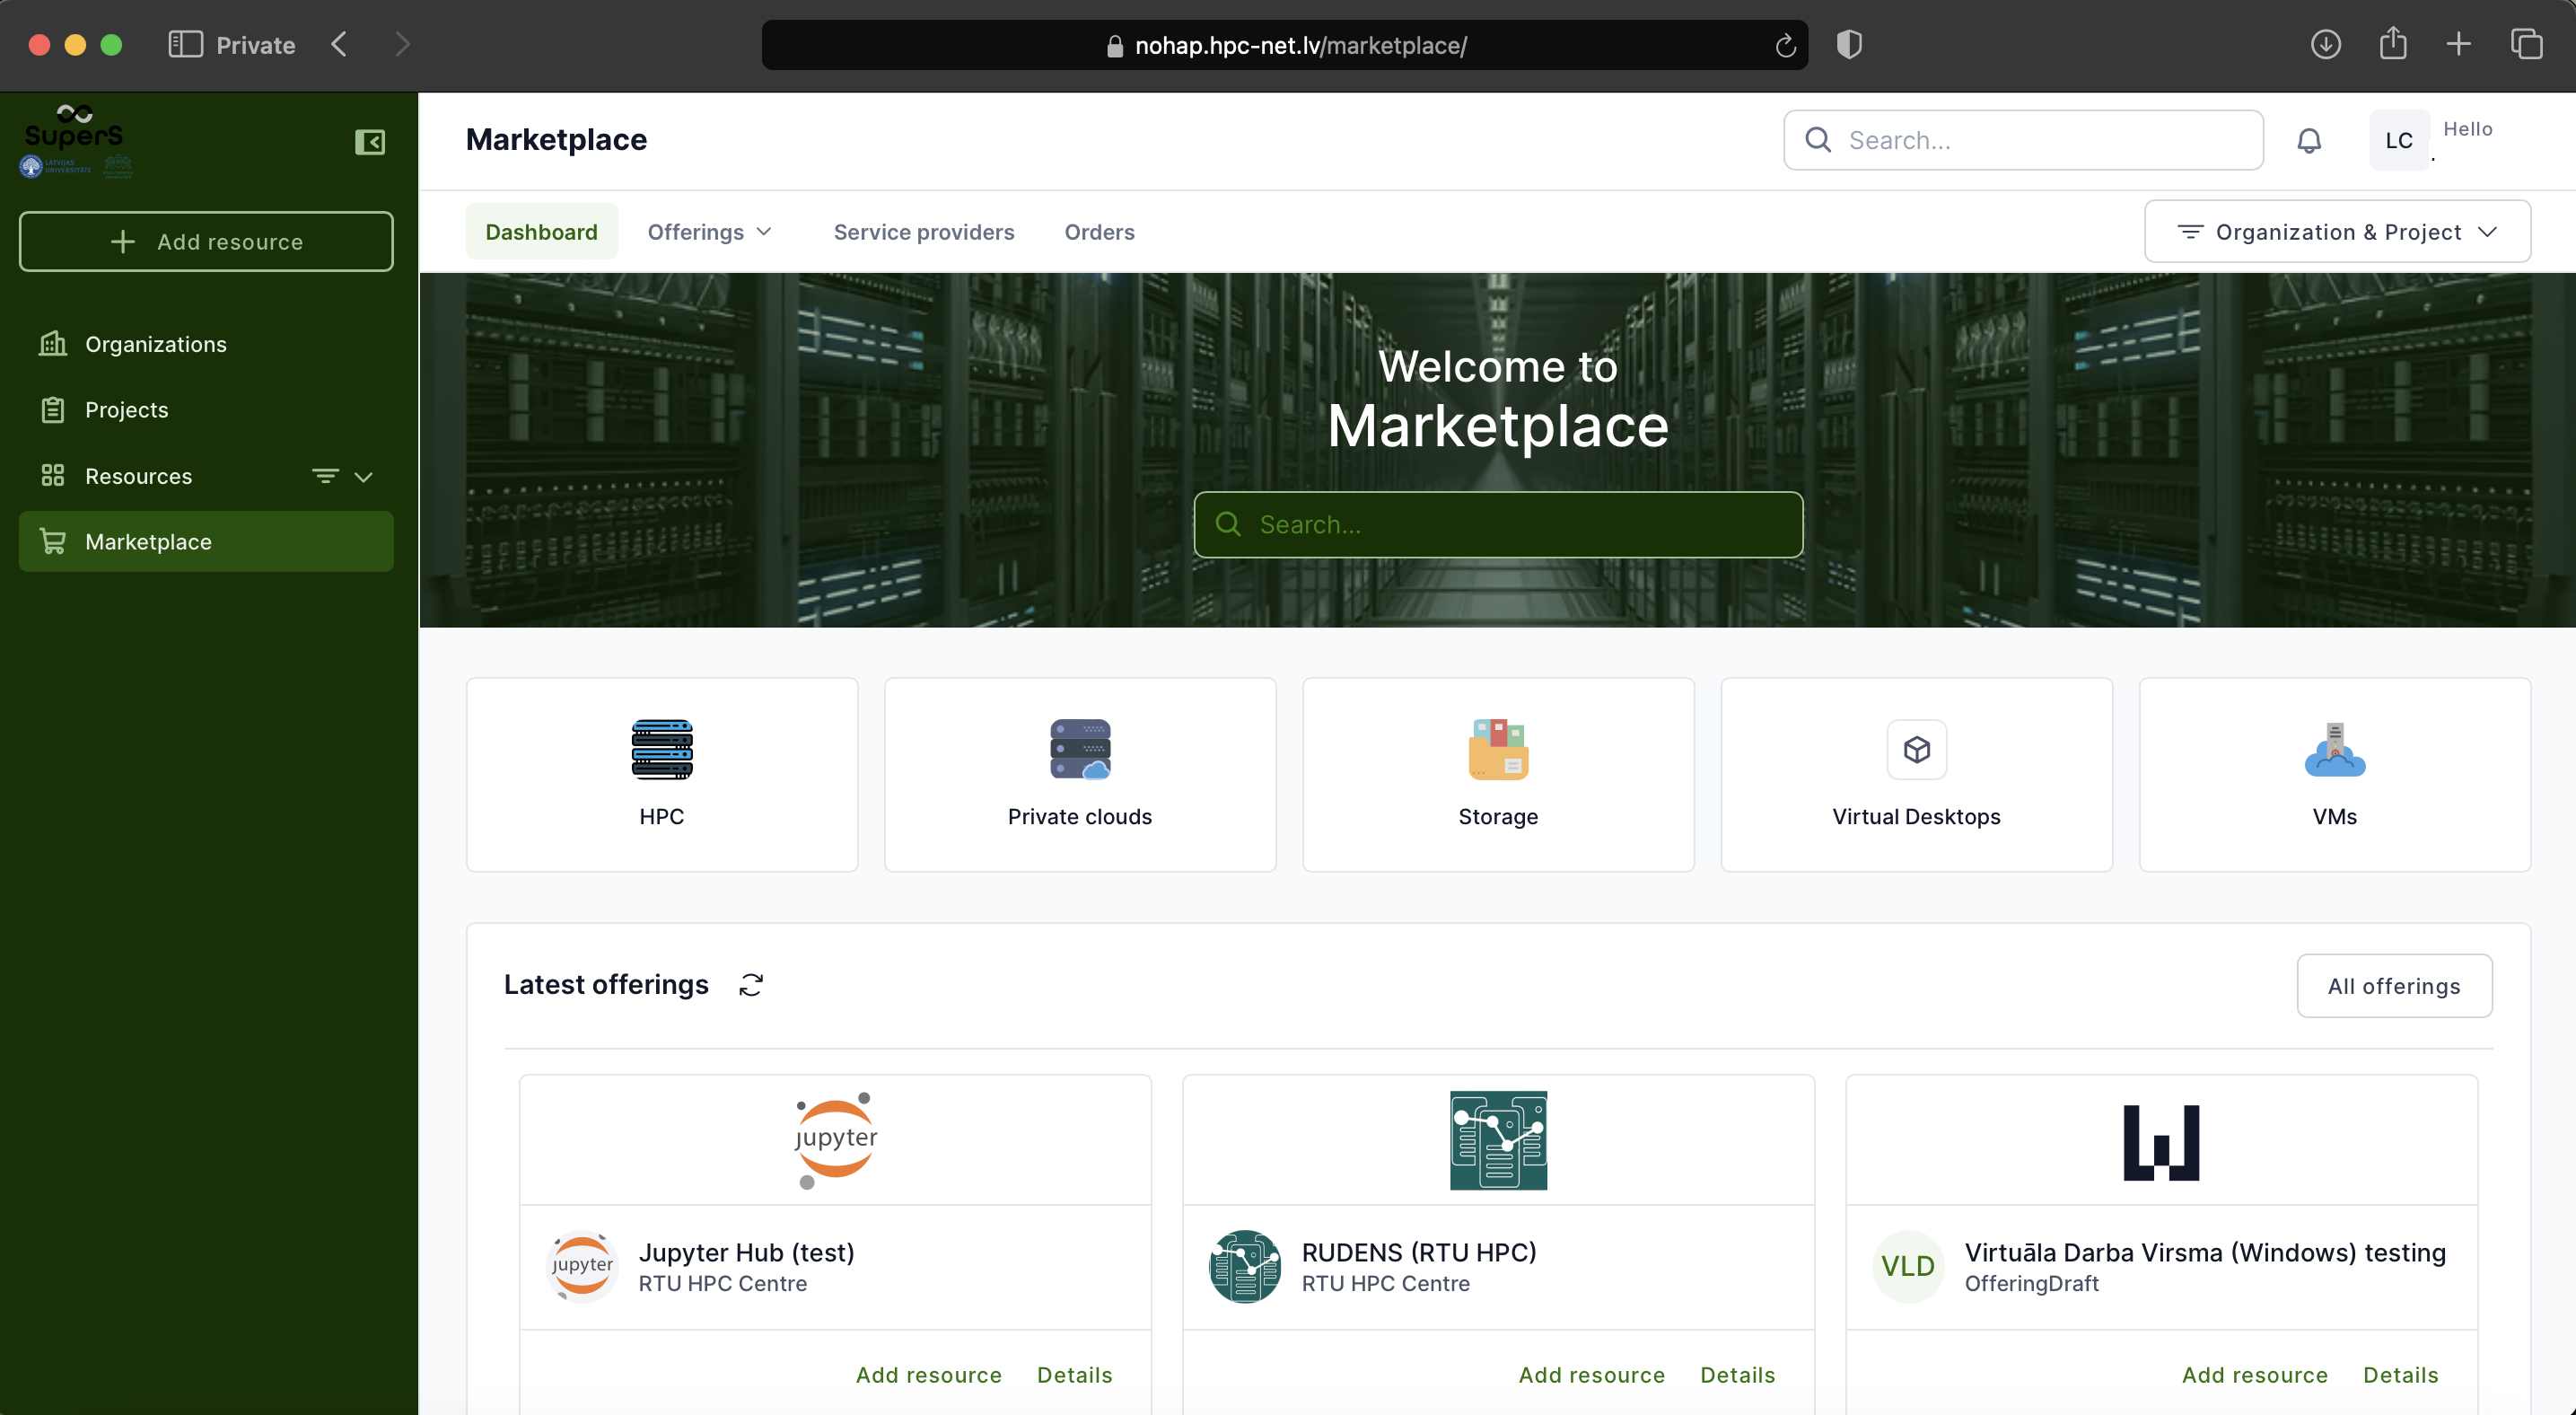 Private
nohap.hpc-net.lv/marketplace/
SuperS
LATVIJAS
UNIVERSITĀTE
Marketplace
Search...
LC
Hello
.
Add resource
Dashboard
Offerings
Service providers
Orders
Organization & Project
Organizations
Projects
Resources
Marketplace
Welcome to
Marketplace
Search...
HPC
Private clouds
Storage
Virtual Desktops
VMs
Latest offerings
All offerings
jupyter
jupyter
Jupyter Hub (test)
RTU HPC Centre
Add resource
Details
RUDENS (RTU HPC)
RTU HPC Centre
Add resource
Details
W
VLD
Virtuāla Darba Virsma (Windows) testing
OfferingDraft
Add resource
Details